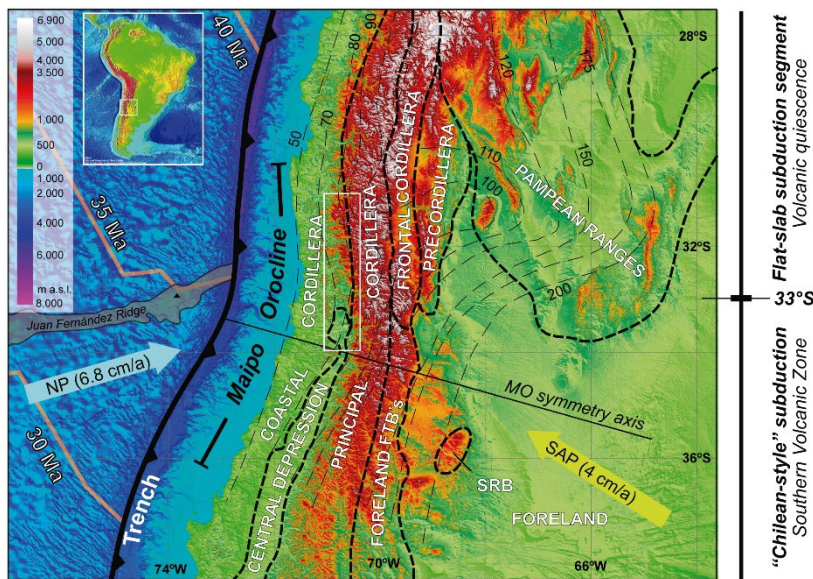 6,900
5,000
4,000
3,500
1,000
500
0
1,000
2,000
4,000
6,000
m a.s.l.
8.000
40 Ma
35 Ma
30 Ma
Juan Fernández Ridge
NP (6.8 cm/a)
Trench
Maipo Orocline
50
70
80
90
100
110
120
175
150
200
COASTAL
CORDILLERA
CENTRAL DEPRESSION
PRINCIPAL
CORDILLERA
FRONTAL CORDILLERA
PRECORDILLERA
FORELAND FTB's
PAMPEAN RANGES
MO symmetry axis
SAP (4 cm/a)
SRB
FORELAND
28°S
32°S
36°S
74°W
70°W
66°W
Flat-slab subduction segment
Volcanic quiescence
33°S
"Chilean-style" subduction
Southern Volcanic Zone